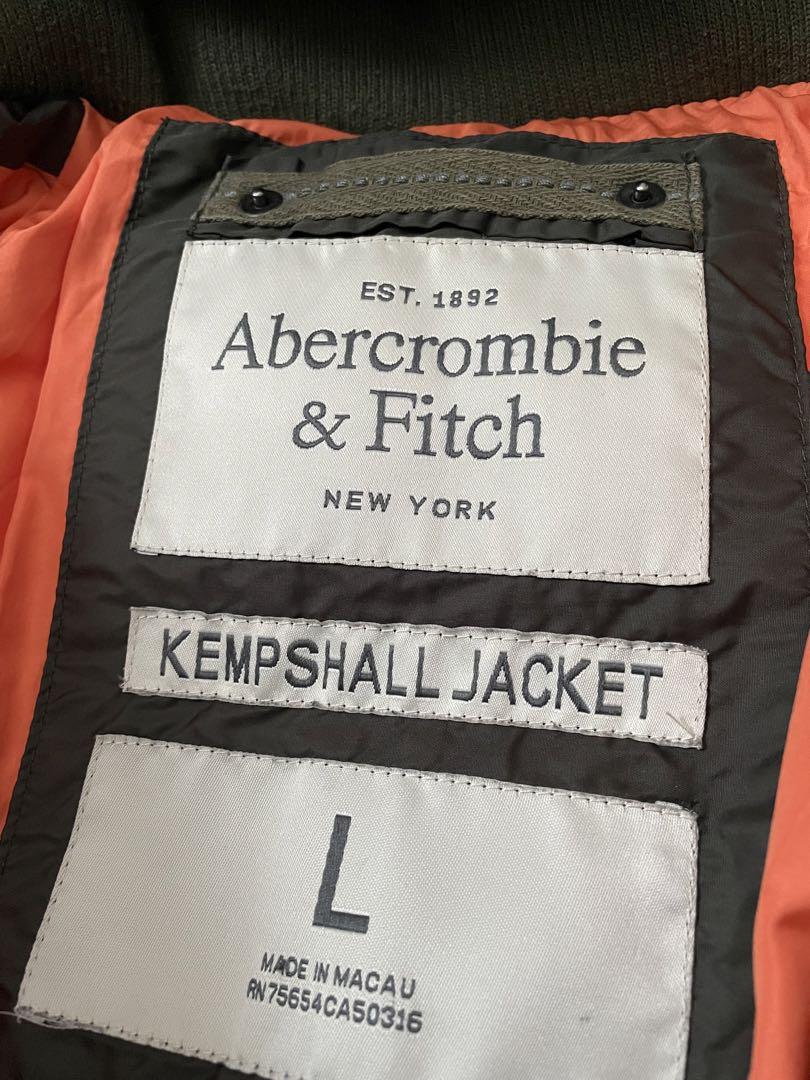 EST. 1892
Abercrombie
& Fitch
NEW YORK
KEMPSHALL JACKET
L
MADE IN MACAU
RN75654CA50316